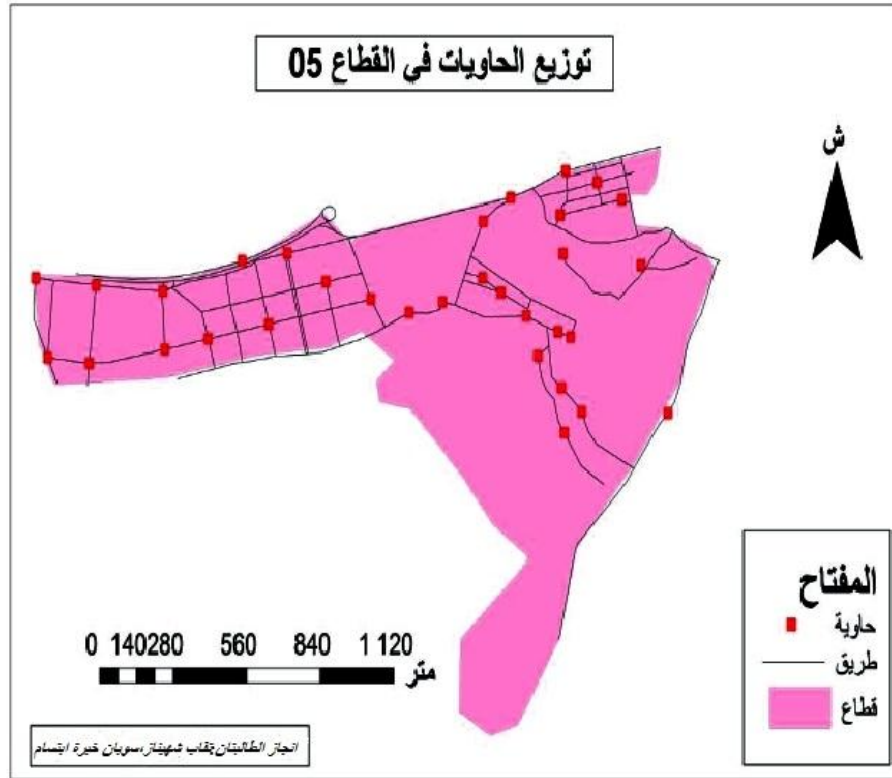 توزيع الحاويات في القطاع 05
ش
المفتاح
حاوية
طريق
قطاع
0 140280 560 840 1 120
متر
انجاز الطالبتان:نقاب شهيناز،سويان خيرة ابتسام